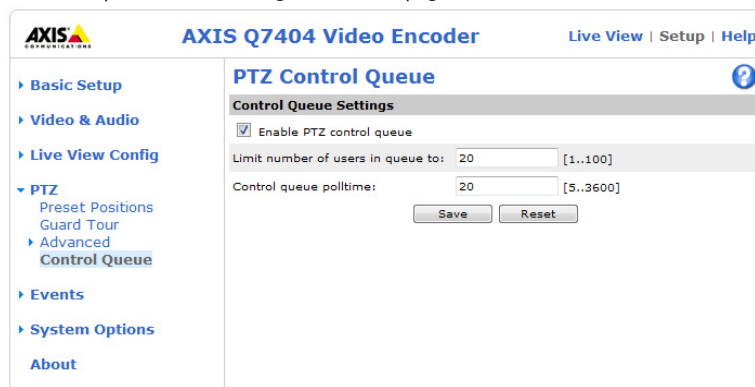 AXIS
COMMUNICATIONS
AXIS Q7404 Video Encoder
Live View | Setup | Help
Basic Setup
Video & Audio
Live View Config
PTZ
Preset Positions
Guard Tour
Advanced
Control Queue
Events
System Options
About
PTZ Control Queue
?
Control Queue Settings
Enable PTZ control queue
Limit number of users in queue to: 20 [1..100]
Control queue polltime: 20 [5..3600]
Save Reset